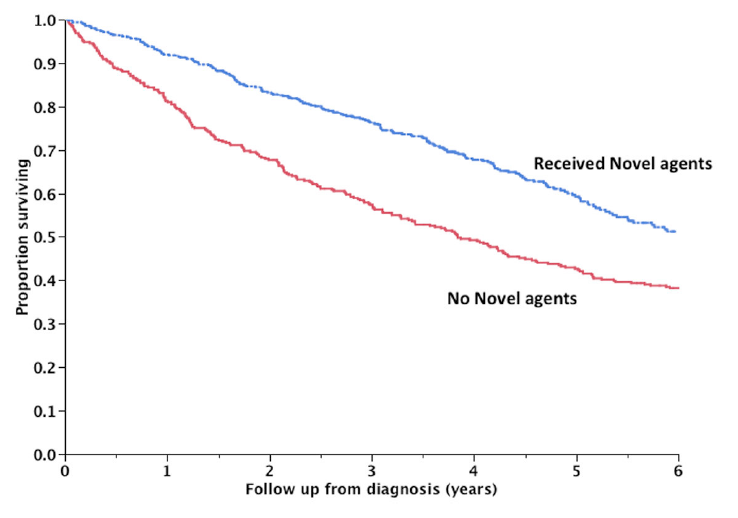 1.0
0.9
0.8
0.7
0.6
0.5
0.4
0.3
0.2
0.1
0.0
Proportion surviving
Received Novel agents
No Novel agents
0 1 2 3 4 5 6
Follow up from diagnosis (years)